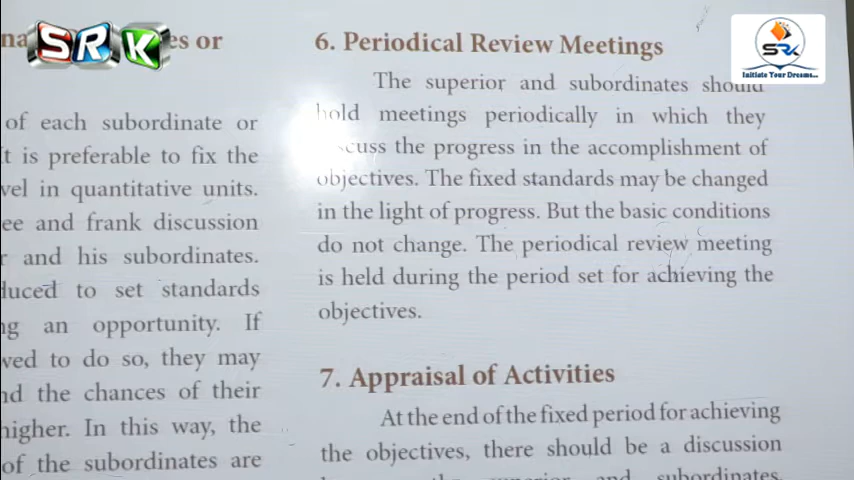 SRK
es or
of each subordinate or
t is preferable to fix the
vel in quantitative units.
ee and frank discussion
r and his subordinates.
duced to set standards
ng an opportunity. If
ved to do so, they may
nd the chances of their
higher. In this way, the
of the subordinates are
6. Periodical Review Meetings
The superior and subordinates should
hold meetings periodically in which they
cuss the progress in the accomplishment of
objectives. The fixed standards may be changed
in the light of progress. But the basic conditions
do not change. The periodical review meeting
is held during the period set for achieving the
objectives.
7. Appraisal of Activities
At the end of the fixed period for achieving
the objectives, there should be a discussion
superior and subordinates
SRK
Initiate Your Dreams...